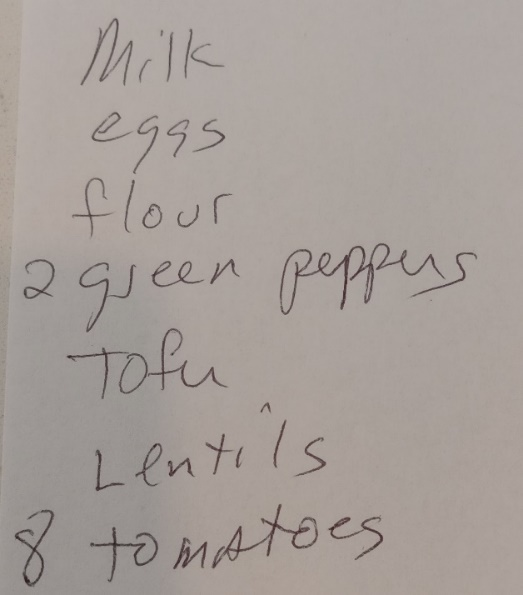 Milk
eggs
flour
2 green peppers
Tofu
Lentils
8 tomatoes